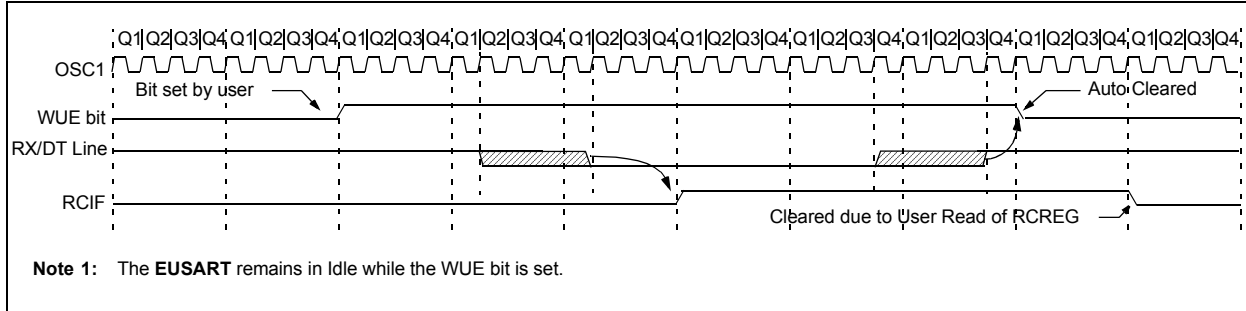 Q1 Q2 Q3 Q4 Q1 Q2 Q3 Q4 Q1 Q2 Q3 Q4 Q1 Q2 Q3 Q4 Q1 Q2 Q3 Q4 Q1 Q2 Q3 Q4 Q1 Q2 Q3 Q4 Q1 Q2 Q3 Q4 Q1 Q2 Q3 Q4 Q1 Q2 Q3 Q4
OSC1
Bit set by user
Auto Cleared
WUE bit
RX/DT Line
RCIF
Cleared due to User Read of RCREG
Note 1: The EUSART remains in Idle while the WUE bit is set.